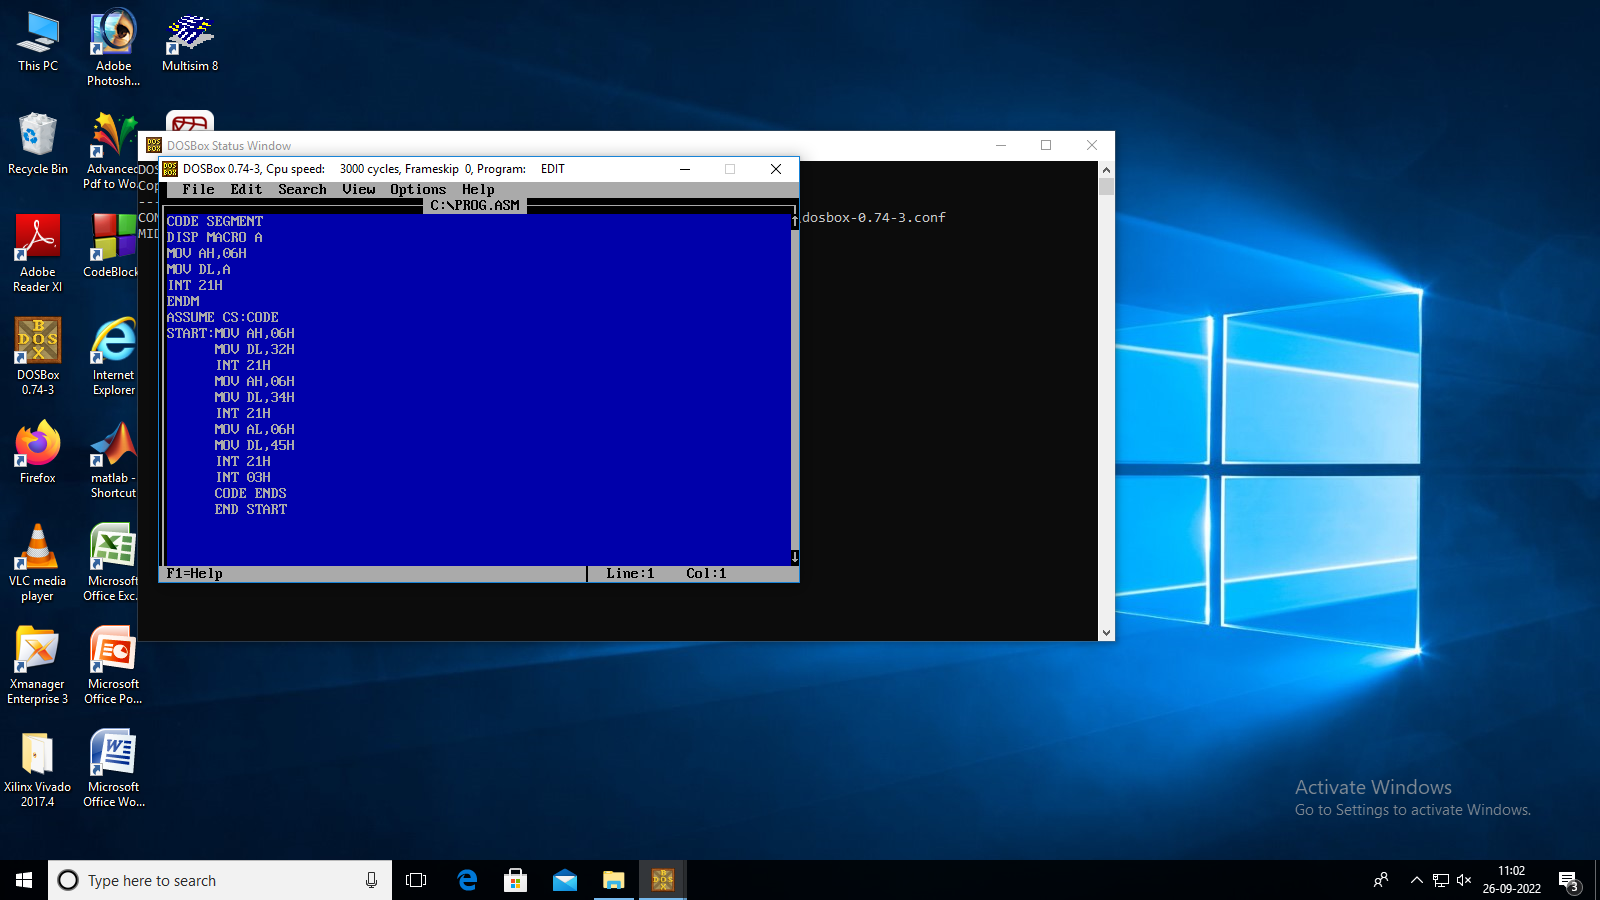 This PC
Adobe Photosh...
Multisim 8
Recycle Bin
Advanced
Pdf to Wo...
Adobe Reader XI
CodeBlock
DOSBox 0.74-3
Internet Explorer
Firefox
matlab - Shortcut
VLC media player
Microsoft Office Exc...
Xmanager Enterprise 3
Microsoft Office Po...
Xilinx Vivado 2017.4
Microsoft Office Wo...
DOSBox Status Window
dosbox-0.74-3.conf
DOSBox 0.74-3, Cpu speed: 3000 cycles, Frameskip 0, Program: EDIT
File Edit Search View Options Help
C:\PROG.ASM
CODE SEGMENT
DISP MACRO A
MOV AH,06H
MOV DL,A
INT 21H
ENDM
ASSUME CS:CODE
START:MOV AH,06H
MOV DL,32H
INT 21H
MOV AH,06H
MOV DL,34H
INT 21H
MOV AL,06H
MOV DL,45H
INT 21H
INT 03H
CODE ENDS
END START
F1=Help Line:1 Col:1
Activate Windows
Go to Settings to activate Windows.
Type here to search
11:02
26-09-2022
3